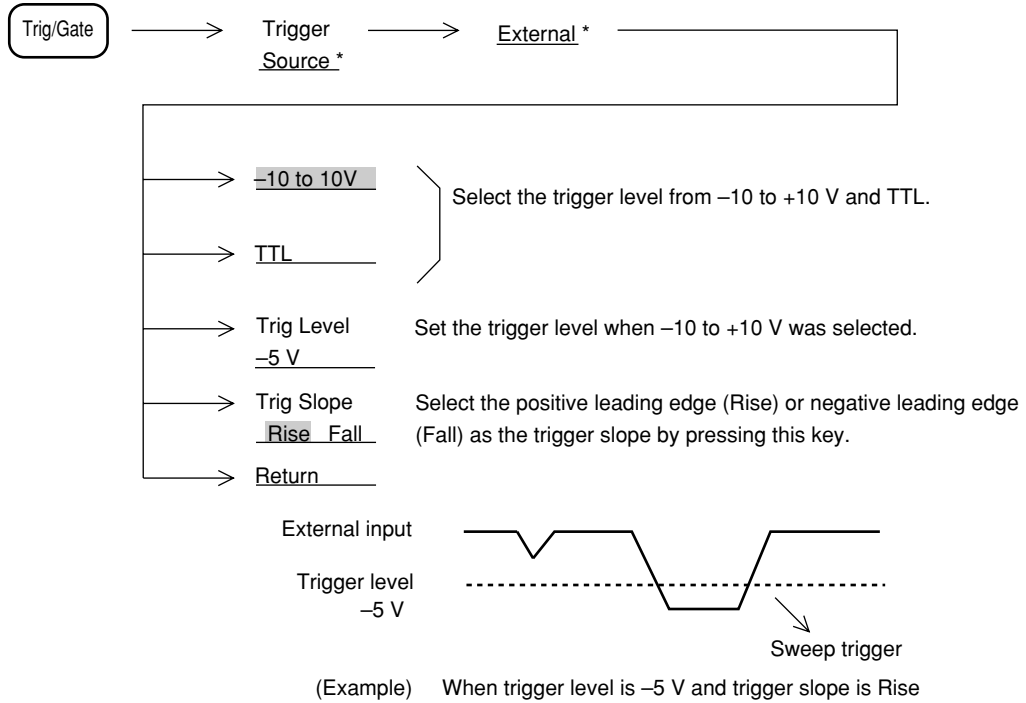 Trig/Gate
Trigger
Source *
External *
–10 to 10V
Select the trigger level from –10 to +10 V and TTL.
TTL
Trig Level
Set the trigger level when –10 to +10 V was selected.
–5 V
Trig Slope
Select the positive leading edge (Rise) or negative leading edge
Rise Fall
(Fall) as the trigger slope by pressing this key.
Return
External input
Trigger level
–5 V
Sweep trigger
(Example) When trigger level is –5 V and trigger slope is Rise